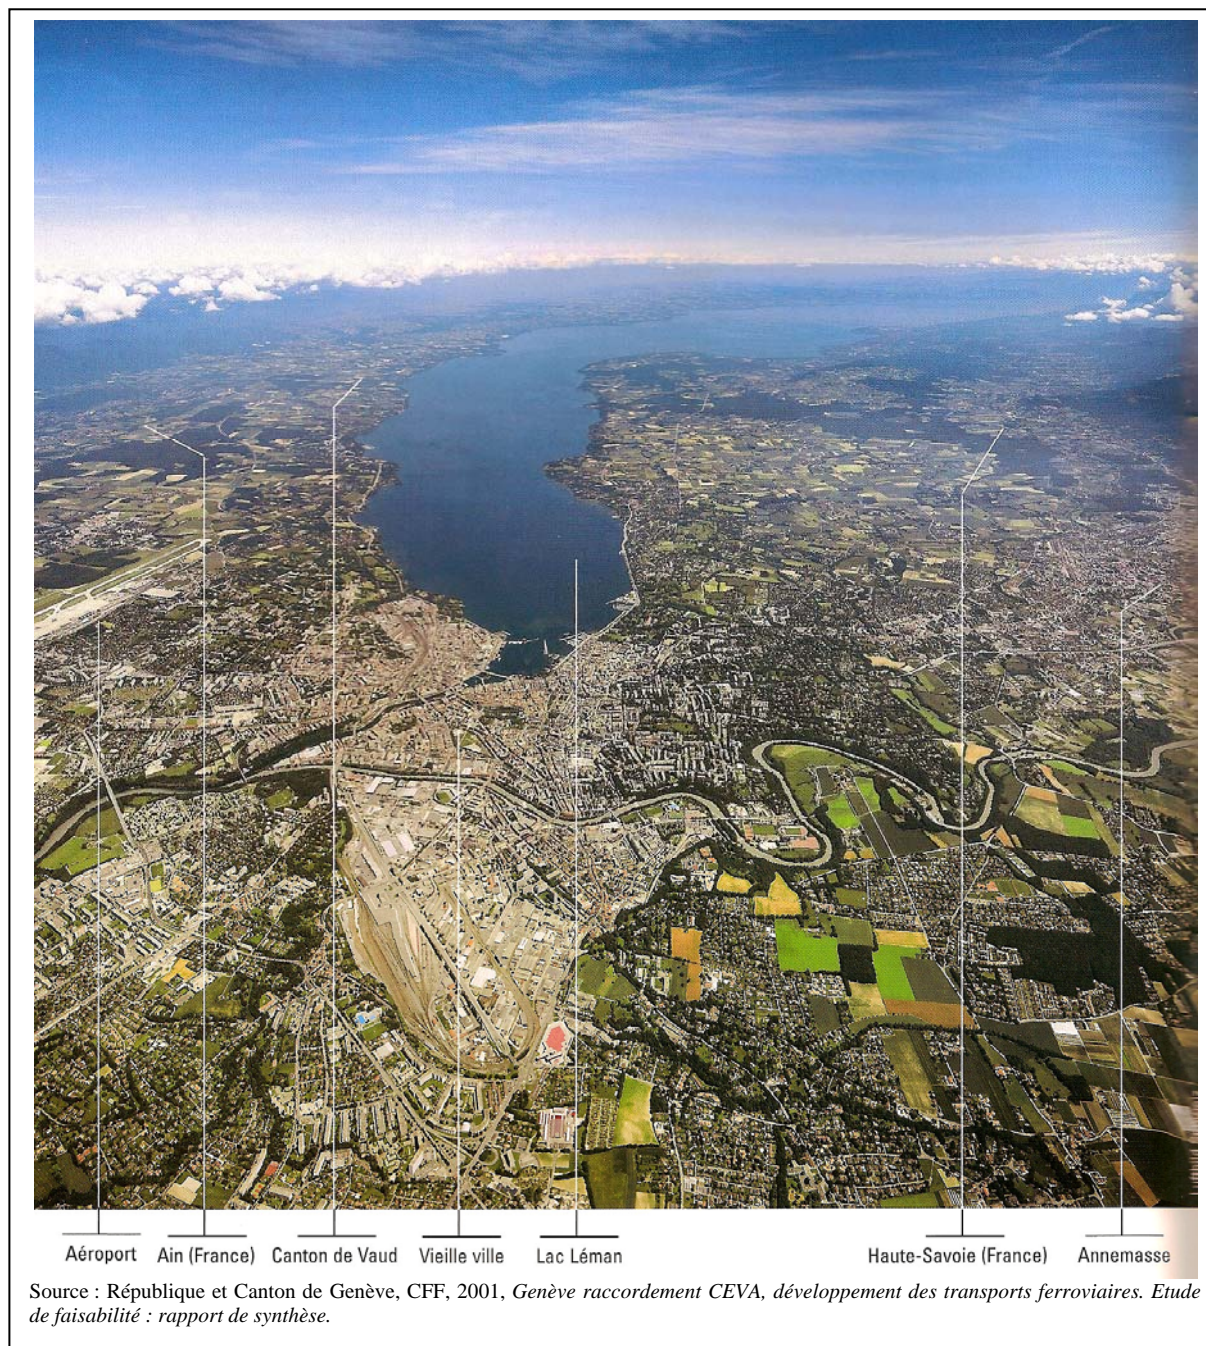 Aéroport
Ain (France)
Canton de Vaud
Vieille ville
Lac Léman
Haute-Savoie (France)
Annemasse
Source : République et Canton de Genève, CFF, 2001, Genève raccordement CEVA, développement des transports ferroviaires. Etude
de faisabilité : rapport de synthèse.